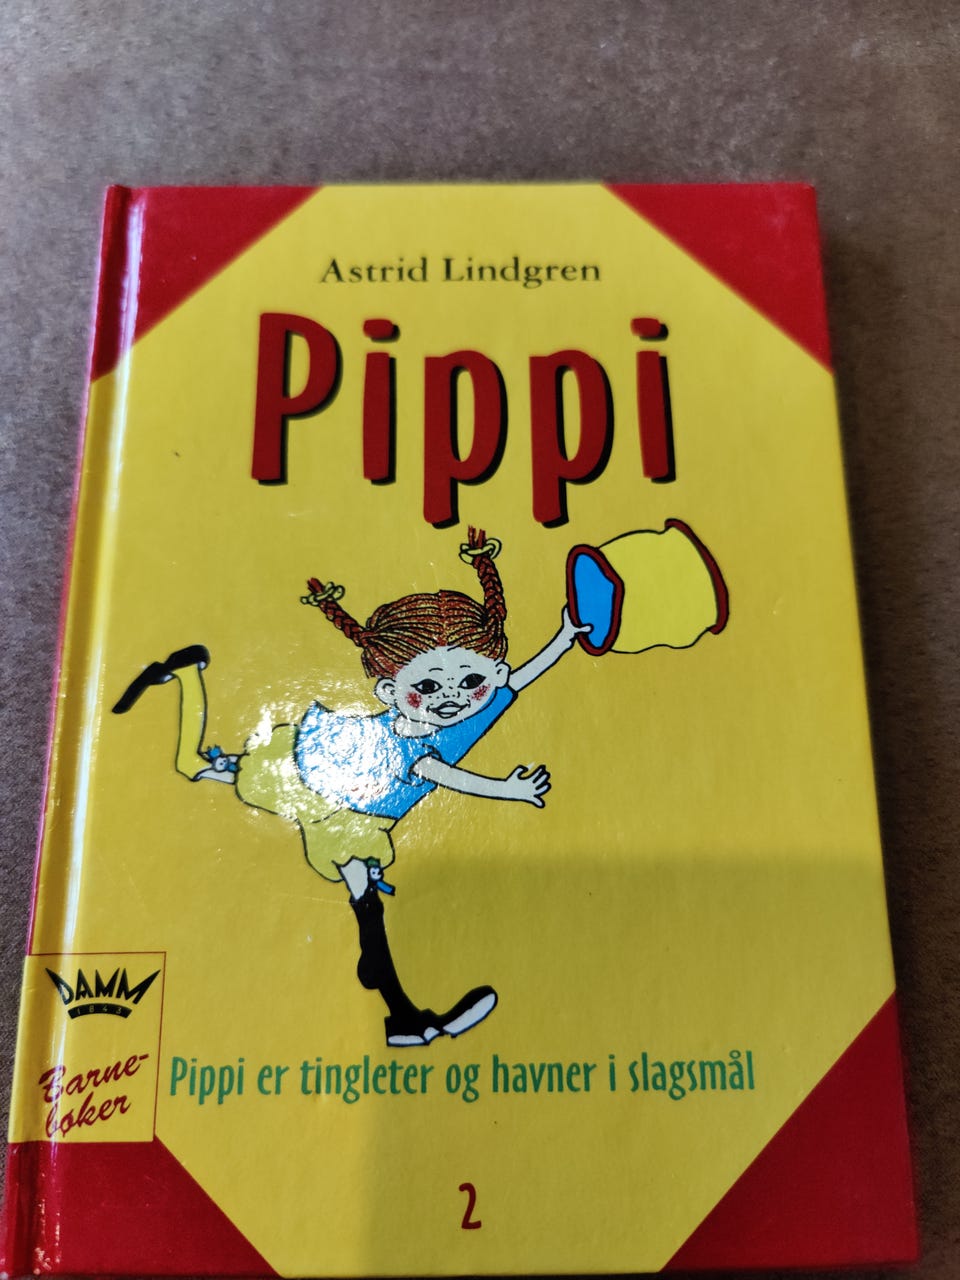 Astrid Lindgren
Pippi
DAMM
1843
Barne-
bøker
Pippi er tingleter og havner i slagsmål
2